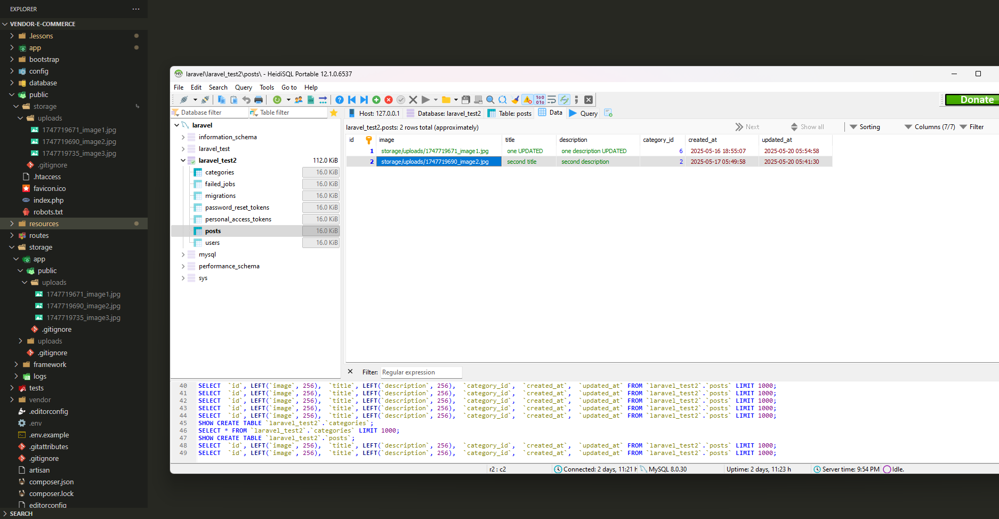 EXPLORER
VENDOR-E-COMMERCE
.lessons
app
bootstrap
config
database
public
storage
uploads
1747719671_image1.jpg
1747719690_image2.jpg
1747719735_image3.jpg
.gitignore
.htaccess
favicon.ico
index.php
robots.txt
resources
routes
storage
app
public
uploads
1747719671_image1.jpg
1747719690_image2.jpg
1747719735_image3.jpg
.gitignore
uploads
.gitignore
framework
logs
tests
vendor
.editorconfig
.env
.env.example
.gitattributes
.gitignore
artisan
composer.json
composer.lock
editorconfig
SEARCH
laravel\laravel_test2\posts\ - HeidiSQL Portable 12.1.0.6537
File Edit Search Query Tools Go to Help
Donate
Database filter Table filter
Host: 127.0.0.1 Database: laravel_test2 Table: posts Data Query
laravel
information_schema
laravel_test
laravel_test2 112.0 KiB
categories 16.0 KiB
failed_jobs 16.0 KiB
migrations 16.0 KiB
password_reset_tokens 16.0 KiB
personal_access_tokens 16.0 KiB
posts 16.0 KiB
users 16.0 KiB
mysql
performance_schema
sys
laravel_test2.posts: 2 rows total (approximately) Next Show all Sorting Columns (7/7) Filter
id image title description category_id created_at updated_at
1 storage/uploads/1747719671_image1.jpg one UPDATED one description UPDATED 6 2025-05-16 18:55:07 2025-05-20 05:54:58
2 storage/uploads/1747719690_image2.jpg second title second description 2 2025-05-17 05:49:58 2025-05-20 05:41:30
Filter: Regular expression
40 SELECT `id`, LEFT(`image`, 256), `title`, LEFT(`description`, 256), `category_id`, `created_at`, `updated_at` FROM `laravel_test2`.`posts` LIMIT 1000;
41 SELECT `id`, LEFT(`image`, 256), `title`, LEFT(`description`, 256), `category_id`, `created_at`, `updated_at` FROM `laravel_test2`.`posts` LIMIT 1000;
42 SELECT `id`, LEFT(`image`, 256), `title`, LEFT(`description`, 256), `category_id`, `created_at`, `updated_at` FROM `laravel_test2`.`posts` LIMIT 1000;
43 SELECT `id`, LEFT(`image`, 256), `title`, LEFT(`description`, 256), `category_id`, `created_at`, `updated_at` FROM `laravel_test2`.`posts` LIMIT 1000;
44 SELECT `id`, LEFT(`image`, 256), `title`, LEFT(`description`, 256), `category_id`, `created_at`, `updated_at` FROM `laravel_test2`.`posts` LIMIT 1000;
45 SHOW CREATE TABLE `laravel_test2`.`categories`;
46 SELECT * FROM `laravel_test2`.`categories` LIMIT 1000;
47 SHOW CREATE TABLE `laravel_test2`.`posts`;
48 SELECT `id`, LEFT(`image`, 256), `title`, LEFT(`description`, 256), `category_id`, `created_at`, `updated_at` FROM `laravel_test2`.`posts` LIMIT 1000;
49 SELECT `id`, LEFT(`image`, 256), `title`, LEFT(`description`, 256), `category_id`, `created_at`, `updated_at` FROM `laravel_test2`.`posts` LIMIT 1000;
r2 : c2 Connected: 2 days, 11:21 h MySQL 8.0.30 Uptime: 2 days, 11:23 h Server time: 9:54 PM Idle.